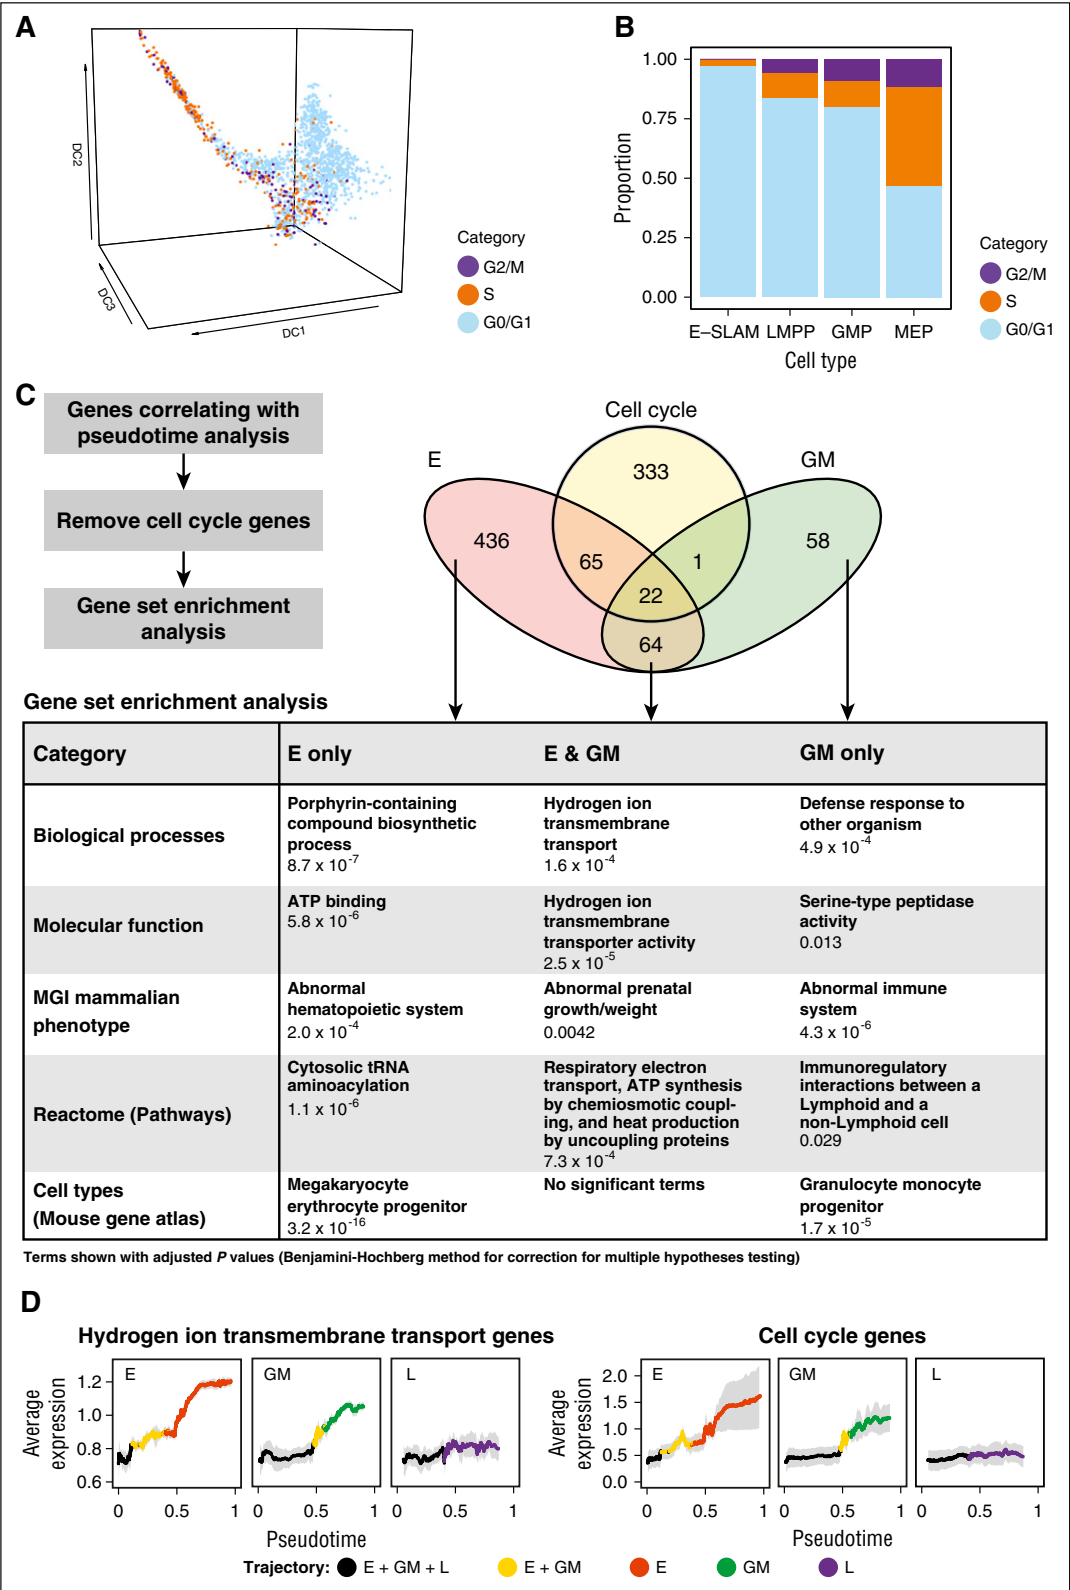 A
DC2
DC3
DC1
Category
G2/M
S
G0/G1
B
Proportion
1.00
0.75
0.50
0.25
0.00
E–SLAM LMPP GMP MEP
Cell type
Category
G2/M
S
G0/G1
C
Genes correlating with
pseudotime analysis
Remove cell cycle genes
Gene set enrichment
analysis
Cell cycle
E
GM
333
436
65
1
58
22
64
Gene set enrichment analysis
Category
E only
E & GM
GM only
Biological processes
Porphyrin-containing
compound biosynthetic
process
8.7 x 10^-7
Hydrogen ion
transmembrane
transport
1.6 x 10^-4
Defense response to
other organism
4.9 x 10^-4
Molecular function
ATP binding
5.8 x 10^-6
Hydrogen ion
transmembrane
transporter activity
2.5 x 10^-5
Serine-type peptidase
activity
0.013
MGI mammalian
phenotype
Abnormal
hematopoietic system
2.0 x 10^-4
Abnormal prenatal
growth/weight
0.0042
Abnormal immune
system
4.3 x 10^-6
Reactome (Pathways)
Cytosolic tRNA
aminoacylation
1.1 x 10^-6
Respiratory electron
transport, ATP synthesis
by chemiosmotic coupl-
ing, and heat production
by uncoupling proteins
7.3 x 10^-4
Immunoregulatory
interactions between a
Lymphoid and a
non-Lymphoid cell
0.029
Cell types
(Mouse gene atlas)
Megakaryocyte
erythrocyte progenitor
3.2 x 10^-16
No significant terms
Granulocyte monocyte
progenitor
1.7 x 10^-5
Terms shown with adjusted P values (Benjamini-Hochberg method for correction for multiple hypotheses testing)
D
Hydrogen ion transmembrane transport genes
Average
expression
1.2
1.0
0.8
0.6
E
GM
L
0 0.5 1 0 0.5 1 0 0.5 1
Pseudotime
Cell cycle genes
Average
expression
2.0
1.5
1.0
0.5
0.0
E
GM
L
0 0.5 1 0 0.5 1 0 0.5 1
Pseudotime
Trajectory: E + GM + L E + GM E GM L